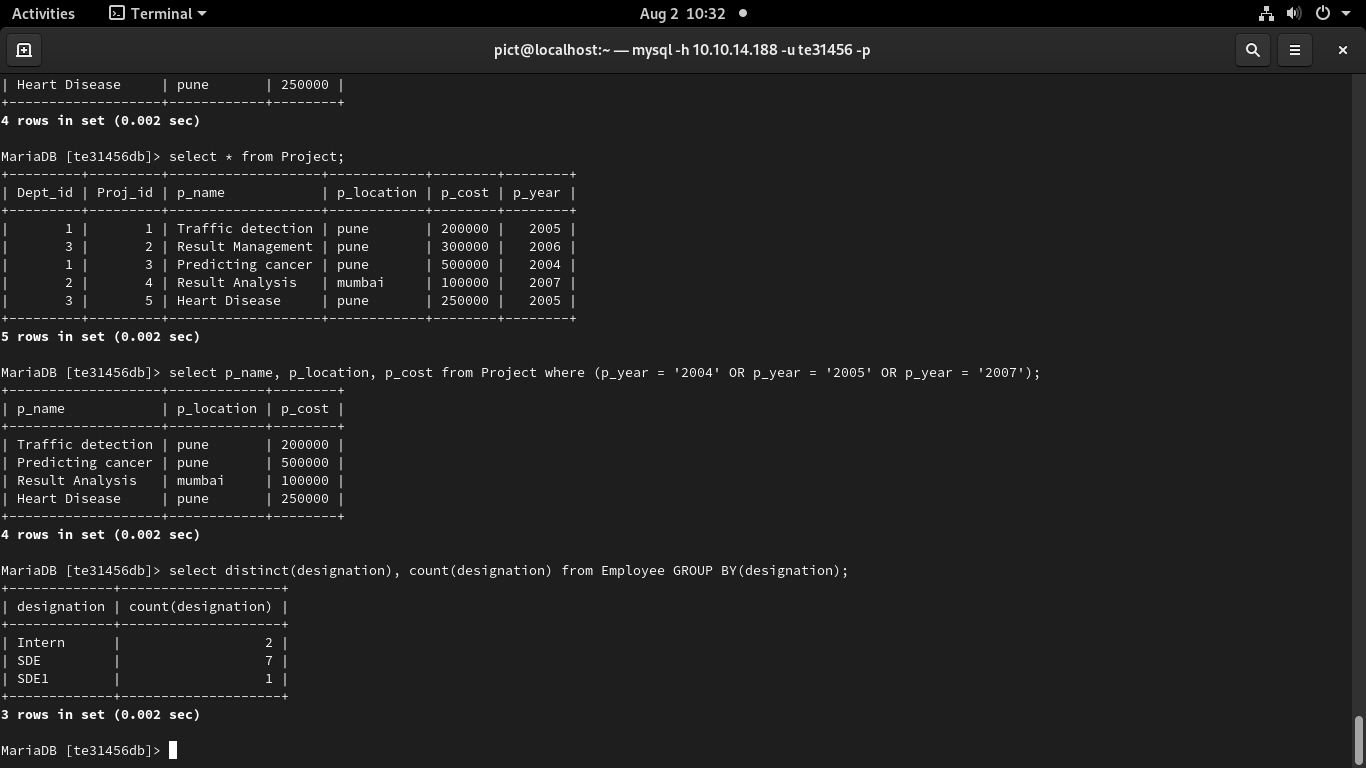 Activities Terminal Aug 2 10:32
pict@localhost:~ — mysql -h 10.10.14.188 -u te31456 -p
| Heart Disease     | pune       | 250000 |
+-------------------+------------+--------+
4 rows in set (0.002 sec)
MariaDB [te31456db]> select * from Project;
+---------+---------+-------------------+------------+--------+--------+
| Dept_id | Proj_id | p_name            | p_location | p_cost | p_year |
+---------+---------+-------------------+------------+--------+--------+
|       1 |       1 | Traffic detection | pune       | 200000 |   2005 |
|       3 |       2 | Result Management | pune       | 300000 |   2006 |
|       1 |       3 | Predicting cancer | pune       | 500000 |   2004 |
|       2 |       4 | Result Analysis   | mumbai     | 100000 |   2007 |
|       3 |       5 | Heart Disease     | pune       | 250000 |   2005 |
+---------+---------+-------------------+------------+--------+--------+
5 rows in set (0.002 sec)
MariaDB [te31456db]> select p_name, p_location, p_cost from Project where (p_year = '2004' OR p_year = '2005' OR p_year = '2007');
+-------------------+------------+--------+
| p_name            | p_location | p_cost |
+-------------------+------------+--------+
| Traffic detection | pune       | 200000 |
| Predicting cancer | pune       | 500000 |
| Result Analysis   | mumbai     | 100000 |
| Heart Disease     | pune       | 250000 |
+-------------------+------------+--------+
4 rows in set (0.002 sec)
MariaDB [te31456db]> select distinct(designation), count(designation) from Employee GROUP BY(designation);
+-------------+--------------------+
| designation | count(designation) |
+-------------+--------------------+
| Intern      |                  2 |
| SDE         |                  7 |
| SDE1        |                  1 |
+-------------+--------------------+
3 rows in set (0.002 sec)
MariaDB [te31456db]>